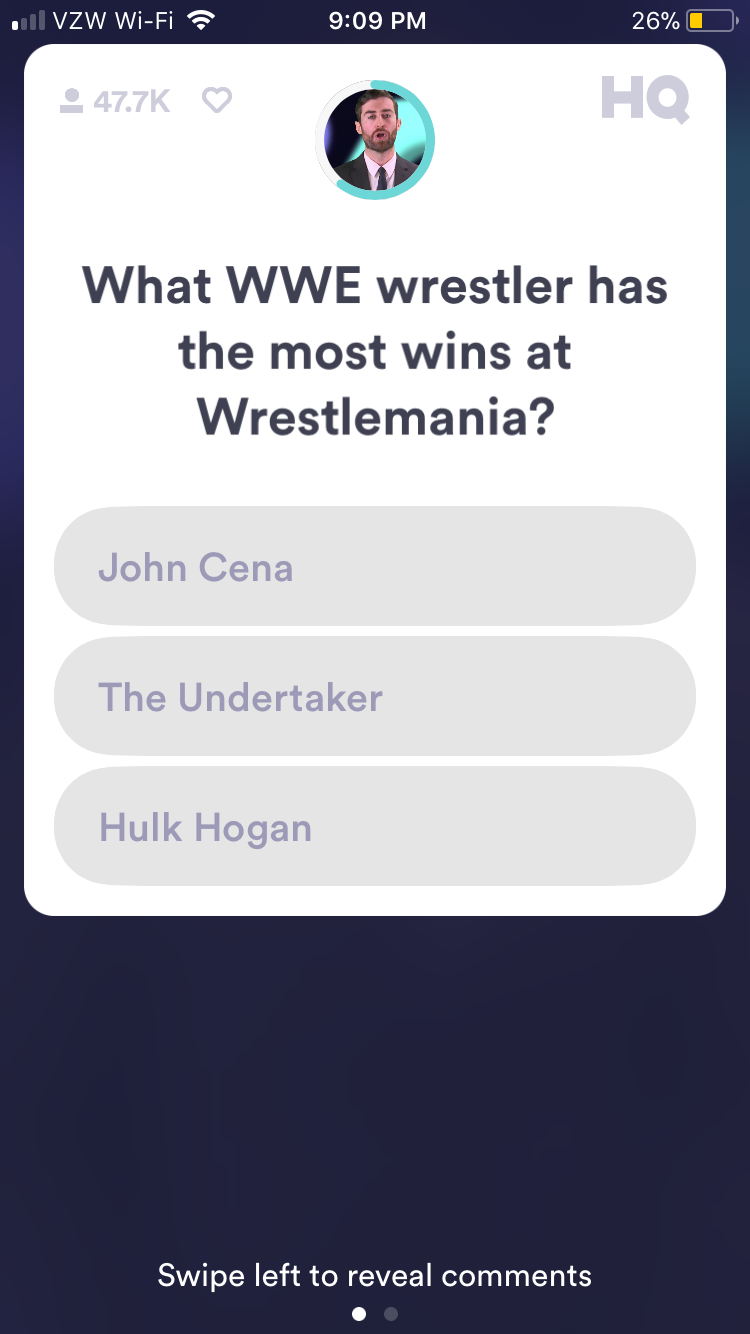 VZW Wi-Fi 9:09 PM 26%
47.7K HQ
What WWE wrestler has
the most wins at
Wrestlemania?
John Cena
The Undertaker
Hulk Hogan
Swipe left to reveal comments